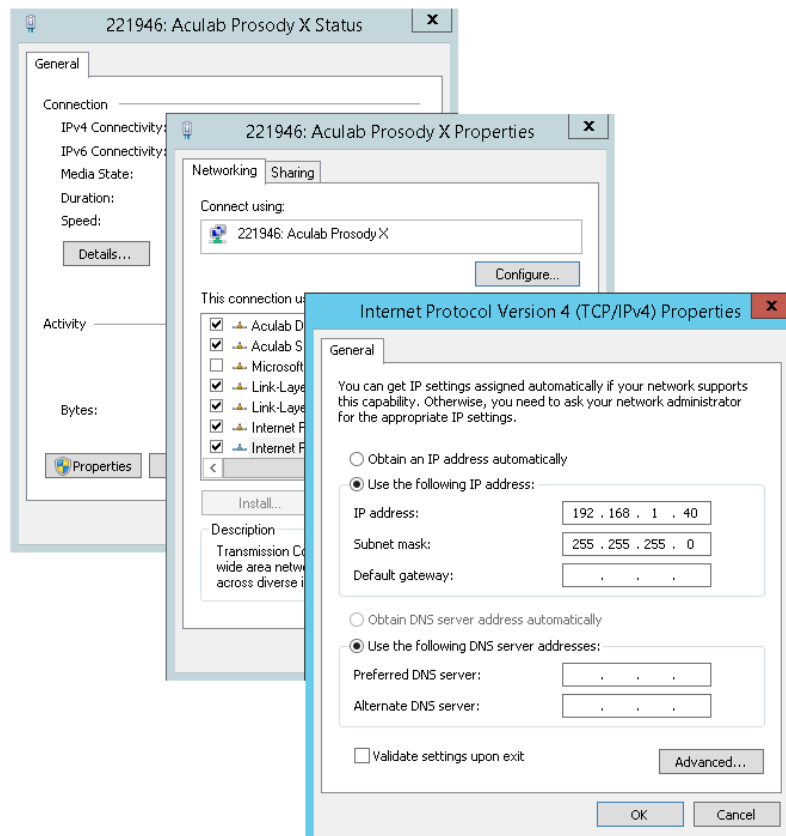 221946: Aculab Prosody X Status
x
General
Connection
IPv4 Connectivity:
IPv6 Connectivity:
Media State:
Duration:
Speed:
Details...
Activity
Bytes:
Properties
221946: Aculab Prosody X Properties
x
Networking
Sharing
Connect using:
221946: Aculab Prosody X
Configure...
This connection
Aculab D
Aculab S
Microsoft
Link-Laye
Link-Laye
Internet P
Internet P
<
Install...
Description
Transmission Co
wide area netw
across diverse i
Internet Protocol Version 4 (TCP/IPv4) Properties
x
General
You can get IP settings assigned automatically if your network supports
this capability. Otherwise, you need to ask your network administrator
for the appropriate IP settings.
Obtain an IP address automatically
Use the following IP address:
IP address: 192 . 168 . 1 . 40
Subnet mask: 255 . 255 . 255 . 0
Default gateway: . . .
Obtain DNS server address automatically
Use the following DNS server addresses:
Preferred DNS server: . . .
Alternate DNS server: . . .
Validate settings upon exit
Advanced...
OK
Cancel